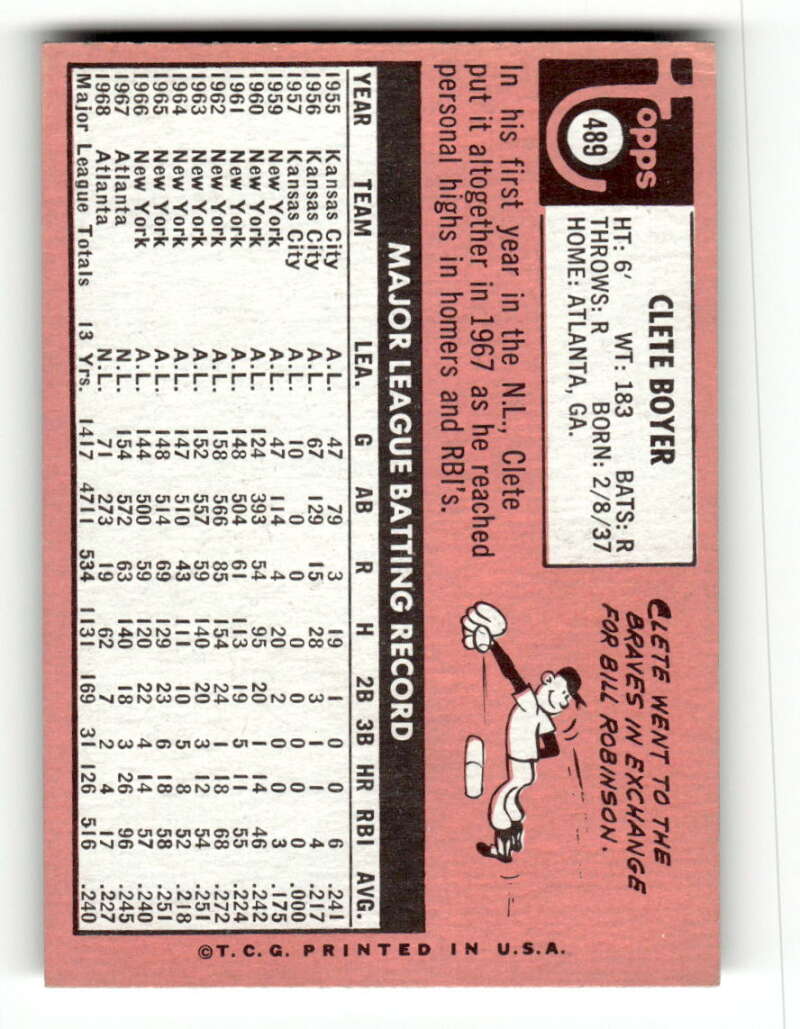 Topps
489
CLETE BOYER
HT: 6' WT: 183 BATS: R
THROWS: R BORN: 2/8/37
HOME: ATLANTA, GA.
CLETE WENT TO THE
BRAVES IN EXCHANGE
FOR BILL ROBINSON.
In his first year in the N.L., Clete
put it altogether in 1967 as he reached
personal highs in homers and RBI's.
MAJOR LEAGUE BATTING RECORD
YEAR TEAM LEA. G AB R H 2B 3B HR RBI AVG.
1955 Kansas City A.L. 47 79 3 19 1 0 0 6 .241
1956 Kansas City A.L. 67 129 15 28 3 1 1 4 .217
1957 Kansas City A.L. 10 0 0 0 0 0 0 0 .000
1959 New York A.L. 47 114 4 20 2 0 0 3 .175
1960 New York A.L. 124 393 54 95 20 1 14 46 .242
1961 New York A.L. 148 504 61 113 19 5 11 55 .224
1962 New York A.L. 158 566 85 154 24 1 18 68 .272
1963 New York A.L. 152 557 59 140 20 3 12 54 .251
1964 New York A.L. 147 510 43 111 10 5 8 52 .218
1965 New York A.L. 148 514 69 129 23 6 18 58 .251
1966 New York A.L. 144 500 59 120 22 4 14 57 .240
1967 Atlanta N.L. 154 572 63 140 18 3 26 96 .245
1968 Atlanta N.L. 71 273 19 62 7 2 4 17 .227
Major League Totals 13 Yrs. 1417 4711 534 1131 169 31 126 516 .240
©T.C.G. PRINTED IN U.S.A.